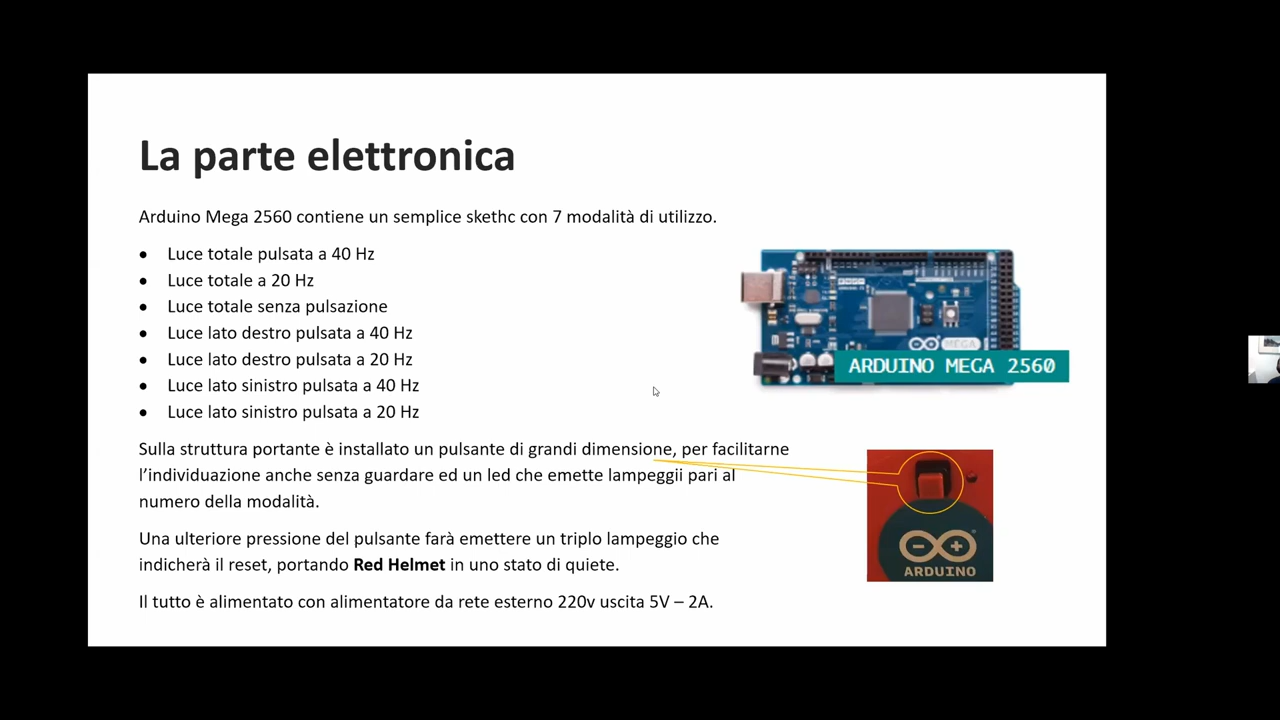 La parte elettronica
Arduino Mega 2560 contiene un semplice skethc con 7 modalità di utilizzo.
• Luce totale pulsata a 40 Hz
• Luce totale a 20 Hz
• Luce totale senza pulsazione
• Luce lato destro pulsata a 40 Hz
• Luce lato destro pulsata a 20 Hz
• Luce lato sinistro pulsata a 40 Hz
• Luce lato sinistro pulsata a 20 Hz
MEGA
ARDUINO MEGA 2560
Sulla struttura portante è installato un pulsante di grandi dimensione, per facilitarne
l’individuazione anche senza guardare ed un led che emette lampeggii pari al
numero della modalità.
Una ulteriore pressione del pulsante farà emettere un triplo lampeggio che
indicherà il reset, portando Red Helmet in uno stato di quiete.
Il tutto è alimentato con alimentatore da rete esterno 220v uscita 5V – 2A.
ARDUINO